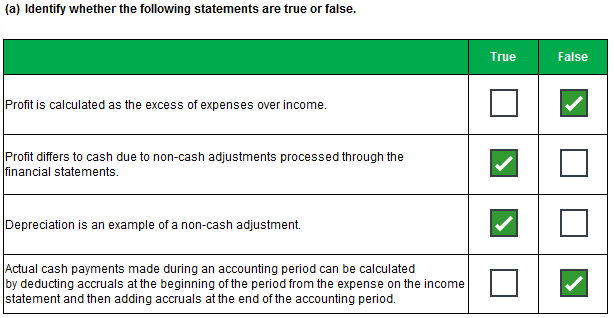 (a) Identify whether the following statements are true or false.
True False
Profit is calculated as the excess of expenses over income.
Profit differs to cash due to non-cash adjustments processed through the
financial statements.
Depreciation is an example of a non-cash adjustment.
Actual cash payments made during an accounting period can be calculated
by deducting accruals at the beginning of the period from the expense on the income
statement and then adding accruals at the end of the accounting period.